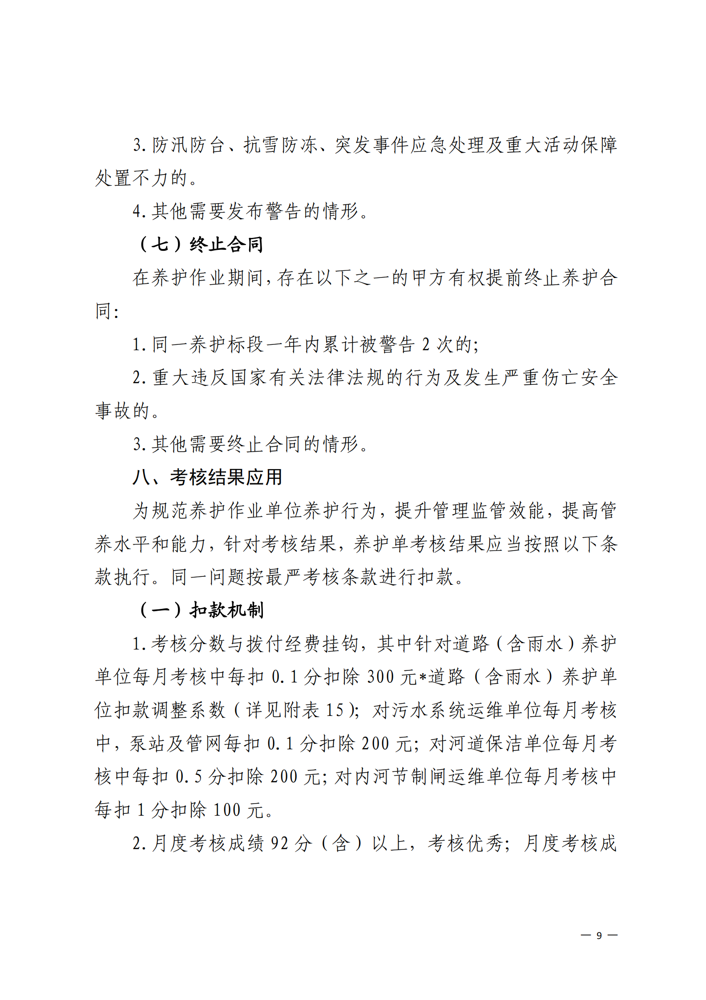 3.防汛防台、抗雪防冻、突发事件应急处理及重大活动保障
处置不力的。
4.其他需要发布警告的情形。
（七）终止合同
在养护作业期间，存在以下之一的甲方有权提前终止养护合
同：
1.同一养护标段一年内累计被警告 2 次的；
2.重大违反国家有关法律法规的行为及发生严重伤亡安全
事故的。
3.其他需要终止合同的情形。
八、考核结果应用
为规范养护作业单位养护行为，提升管理监管效能，提高管
养水平和能力，针对考核结果，养护单考核结果应当按照以下条
款执行。同一问题按最严考核条款进行扣款。
（一）扣款机制
1.考核分数与拨付经费挂钩，其中针对道路（含雨水）养护
单位每月考核中每扣 0.1 分扣除 300 元*道路（含雨水）养护单
位扣款调整系数（详见附表 15）；对污水系统运维单位每月考核
中，泵站及管网每扣 0.1 分扣除 200 元；对河道保洁单位每月考
核中每扣 0.5 分扣除 200 元；对内河节制闸运维单位每月考核中
每扣 1 分扣除 100 元。
2.月度考核成绩 92 分（含）以上，考核优秀；月度考核成
— 9 —